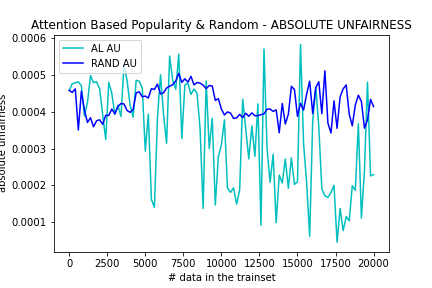 Attention Based Popularity & Random - ABSOLUTE UNFAIRNESS
AL AU
RAND AU
0.0006
0.0005
0.0004
0.0003
0.0002
0.0001
absolute unfairness
0 2500 5000 7500 10000 12500 15000 17500 20000
# data in the trainset